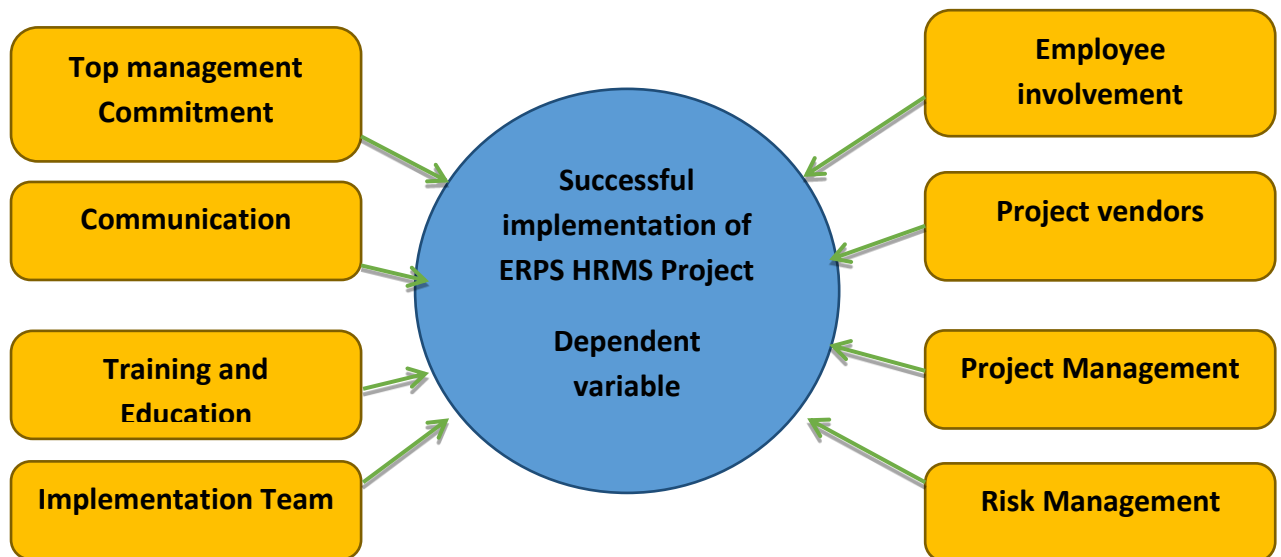 Top management
Commitment
Communication
Training and
Education
Implementation Team
Successful
implementation of
ERPS HRMS Project
Dependent
variable
Employee
involvement
Project vendors
Project Management
Risk Management